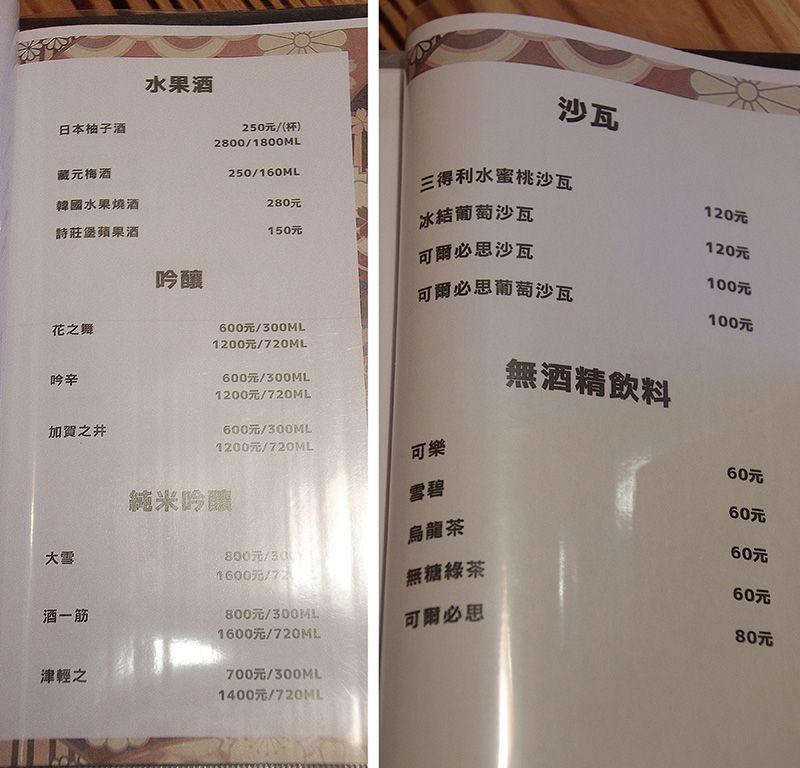 水果酒
日本柚子酒 250元/(杯)
2800/1800ML
藏元梅酒 250/160ML
韓國水果燒酒 280元
詩莊堡蘋果酒 150元
吟釀
花之舞 600元/300ML
1200元/720ML
吟辛 600元/300ML
1200元/720ML
加賀之井 600元/300ML
1200元/720ML
純米吟釀
大雪 800元/300
1600元/72
酒一筋 800元/300ML
1600元/720ML
津輕之 700元/300ML
1400元/720ML
沙瓦
三得利水蜜桃沙瓦 120元
冰結葡萄沙瓦 120元
可爾必思沙瓦 100元
可爾必思葡萄沙瓦 100元
無酒精飲料
可樂 60元
雪碧 60元
烏龍茶 60元
無糖綠茶 60元
可爾必思 80元